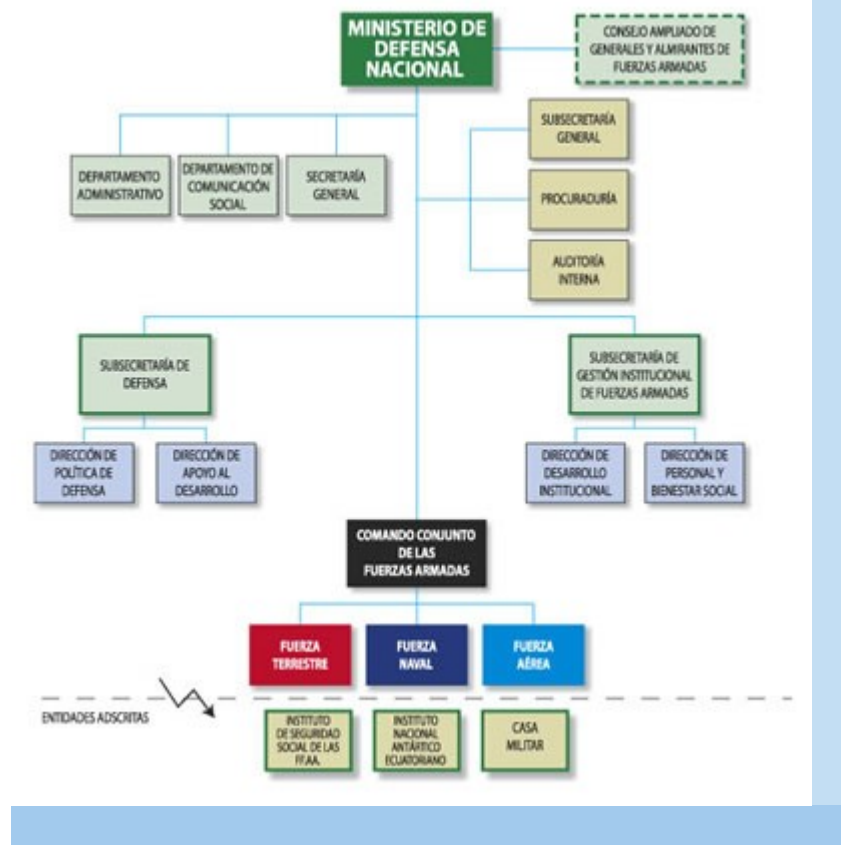 MINISTERIO DE
DEFENSA
NACIONAL
CONSEJO AMPLIADO DE
GENERALES Y ALMIRANTES DE
FUERZAS ARMADAS
SUBSECRETARÍA
GENERAL
DEPARTAMENTO
ADMINISTRATIVO
DEPARTAMENTO DE
COMUNICACIÓN
SOCIAL
SECRETARÍA
GENERAL
PROCURADURÍA
AUDITORÍA
INTERNA
SUBSECRETARÍA DE
DEFENSA
SUBSECRETARÍA DE
GESTIÓN INSTITUCIONAL
DE FUERZAS ARMADAS
DIRECCIÓN DE
POLÍTICA DE
DEFENSA
DIRECCIÓN DE
APOYO AL
DESARROLLO
DIRECCIÓN DE
DESARROLLO
INSTITUCIONAL
DIRECCIÓN DE
PERSONAL Y
BIENESTAR SOCIAL
COMANDO CONJUNTO
DE LAS
FUERZAS ARMADAS
FUERZA
TERRESTRE
FUERZA
NAVAL
FUERZA
AÉREA
ENTIDADES ADSCRITAS
INSTITUTO
DE SEGURIDAD
SOCIAL DE LAS
FF.AA.
INSTITUTO
NACIONAL
ANTÁRTICO
ECUATORIANO
CASA
MILITAR